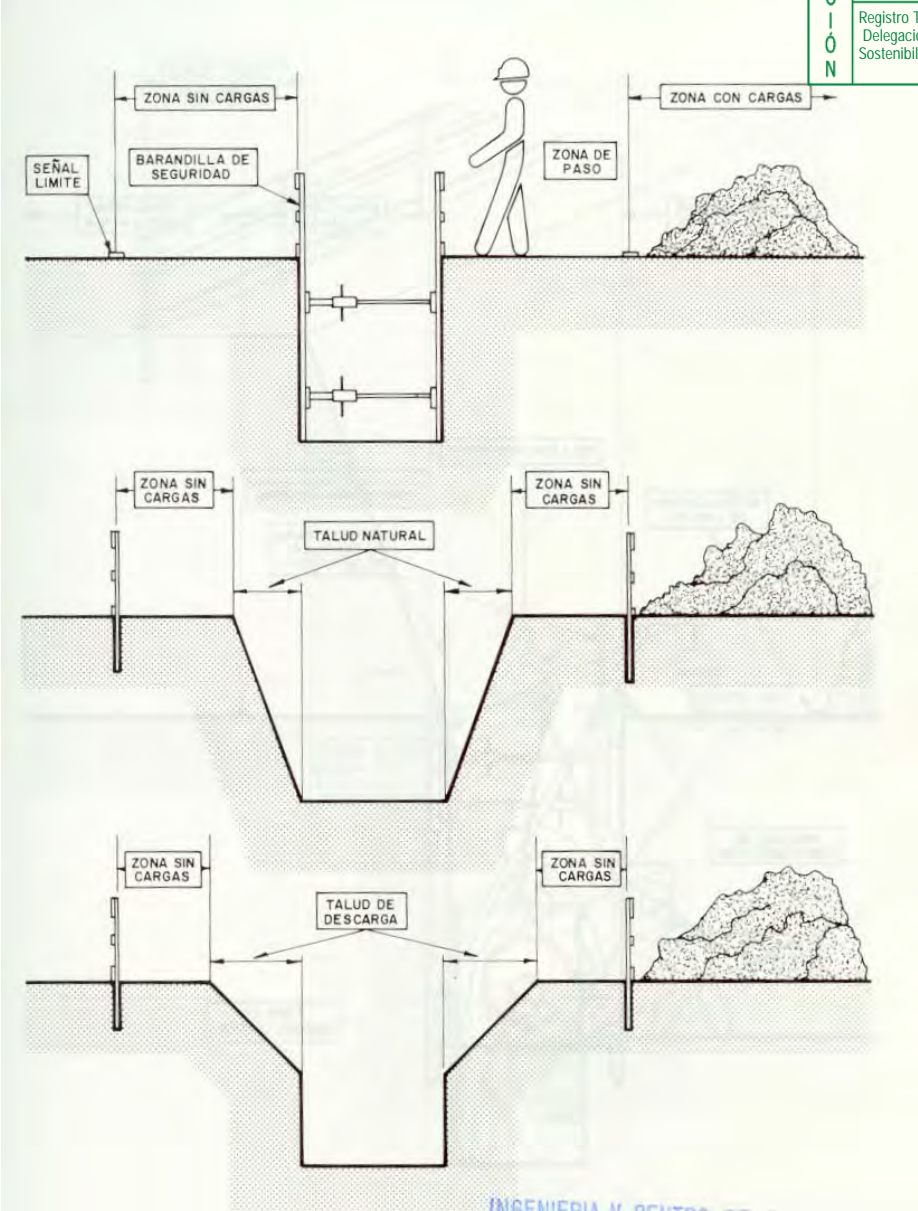 Ó
N
Registro T
Delegació
Sostenibil
ZONA SIN CARGAS
ZONA CON CARGAS
SEÑAL
LIMITE
BARANDILLA DE
SEGURIDAD
ZONA DE
PASO
ZONA SIN
CARGAS
ZONA SIN
CARGAS
TALUD NATURAL
ZONA SIN
CARGAS
ZONA SIN
CARGAS
TALUD DE
DESCARGA